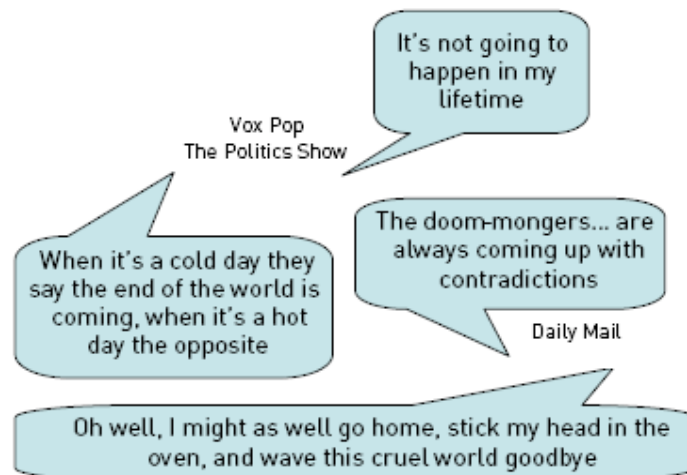 It's not going to
happen in my
lifetime
Vox Pop
The Politics Show
The doom-mongers... are
always coming up with
contradictions
When it's a cold day they
say the end of the world is
coming, when it's a hot
day the opposite
Daily Mail
Oh well, I might as well go home, stick my head in the
oven, and wave this cruel world goodbye